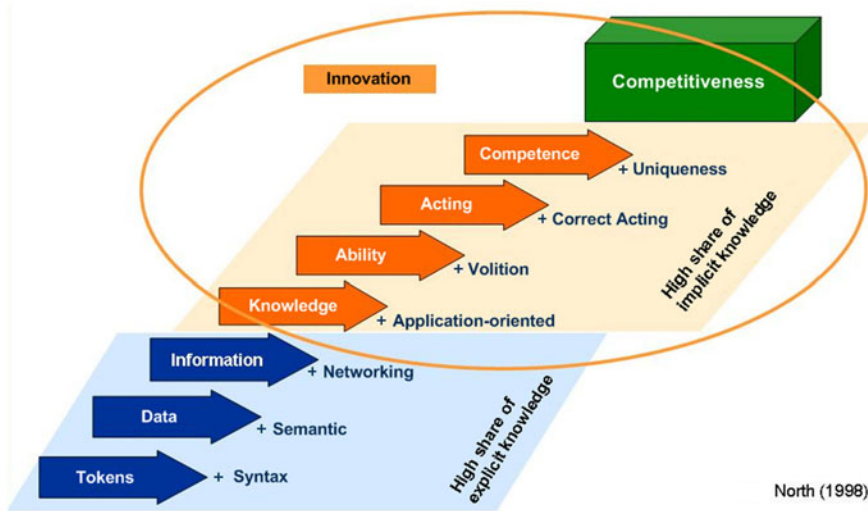 Innovation
Competitiveness
Competence
+ Uniqueness
Acting
+ Correct Acting
Ability
+ Volition
Knowledge
+ Application-oriented
High share of
implicit knowledge
Information
+ Networking
Data
+ Semantic
Tokens
+ Syntax
High share of
explicit knowledge
North (1998)